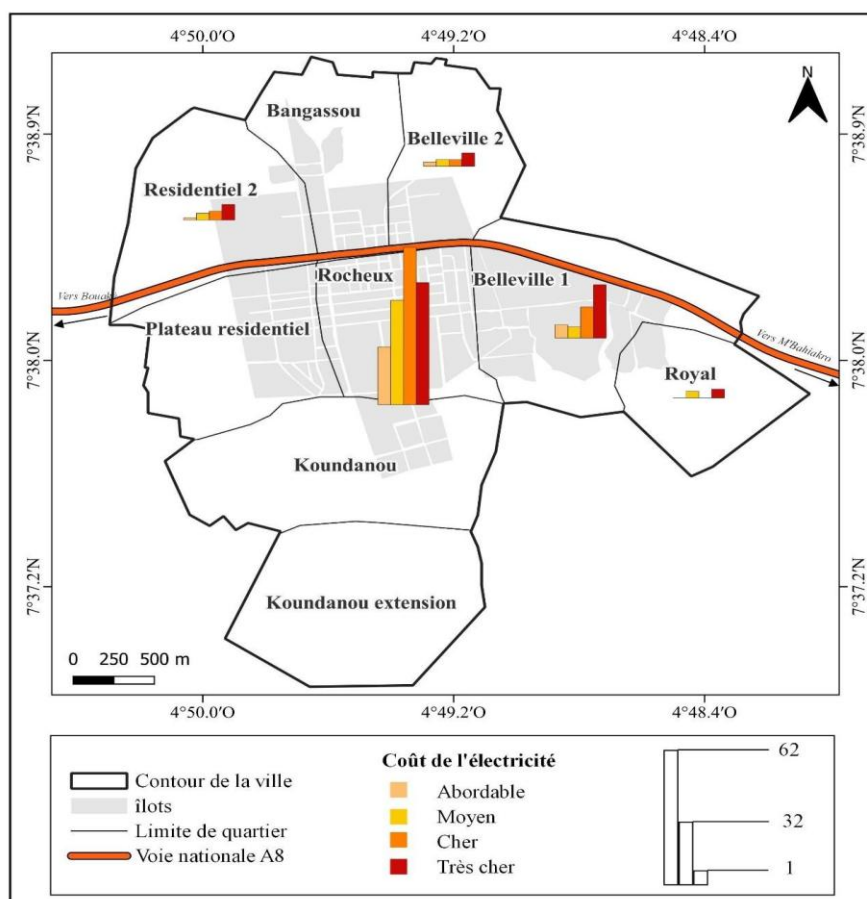 4°50.0'O 4°49.2'O 4°48.4'O
N
7°38.9'N 7°38.9'N
Bangassou
Belleville 2
Residentiel 2
Rocheux
Belleville 1
Vers Bouaké
Plateau residentiel
Vers M'Bahiakro
7°38.0'N 7°38.0'N
Royal
Koundanou
7°37.2'N 7°37.2'N
Koundanou extension
0 250 500 m
4°50.0'O 4°49.2'O 4°48.4'O
Contour de la ville
îlots
Limite de quartier
Voie nationale A8
Coût de l'électricité
Abordable
Moyen
Cher
Très cher
62
32
1